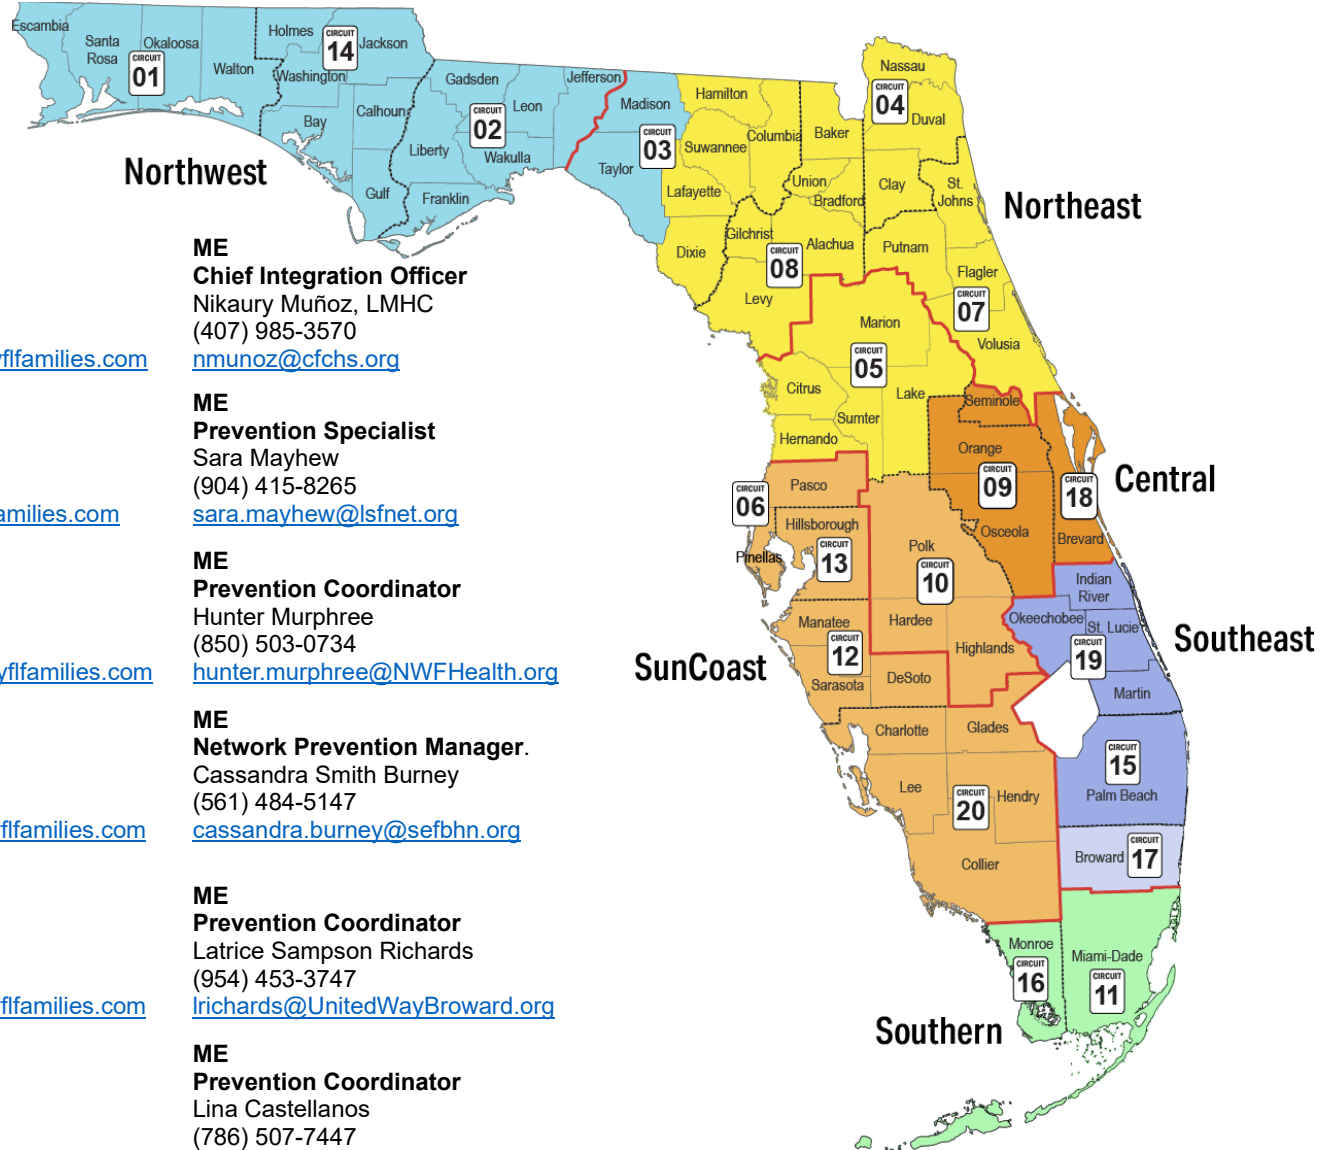 Escambia
Santa
Rosa
Okaloosa
Walton
CIRCUIT
01
Holmes
CIRCUIT
14
Jackson
Washington
Bay
Calhoun
Gulf
Gadsden
Leon
CIRCUIT
02
Liberty
Wakulla
Franklin
Jefferson
Madison
CIRCUIT
03
Taylor
Hamilton
Suwannee
Columbia
Lafayette
Dixie
Baker
Union
Bradford
Gilchrist
Alachua
CIRCUIT
08
Levy
Nassau
CIRCUIT
04
Duval
Clay
St.
Johns
Putnam
Flagler
CIRCUIT
07
Volusia
Northwest
Northeast
Marion
CIRCUIT
05
Citrus
Lake
Sumter
Hernando
Seminole
Orange
CIRCUIT
09
Osceola
CIRCUIT
18
Brevard
Central
Pasco
CIRCUIT
06
Pinellas
Hillsborough
CIRCUIT
13
Polk
CIRCUIT
10
Hardee
Highlands
Manatee
CIRCUIT
12
Sarasota
DeSoto
SunCoast
Charlotte
Glades
Lee
CIRCUIT
20
Hendry
Collier
Indian
River
Okeechobee
St. Lucie
CIRCUIT
19
Martin
Southeast
CIRCUIT
15
Palm Beach
Broward
CIRCUIT
17
Monroe
CIRCUIT
16
Miami-Dade
CIRCUIT
11
Southern
ME
Chief Integration Officer
Nikaury Muñoz, LMHC
(407) 985-3570
yflfamilies.com nmunoz@cfchs.org
ME
Prevention Specialist
Sara Mayhew
(904) 415-8265
amilies.com sara.mayhew@lsfnet.org
ME
Prevention Coordinator
Hunter Murphree
(850) 503-0734
yflfamilies.com hunter.murphree@NWFHealth.org
ME
Network Prevention Manager.
Cassandra Smith Burney
(561) 484-5147
flfamilies.com cassandra.burney@sefbhn.org
ME
Prevention Coordinator
Latrice Sampson Richards
(954) 453-3747
flfamilies.com lrichards@UnitedWayBroward.org
ME
Prevention Coordinator
Lina Castellanos
(786) 507-7447